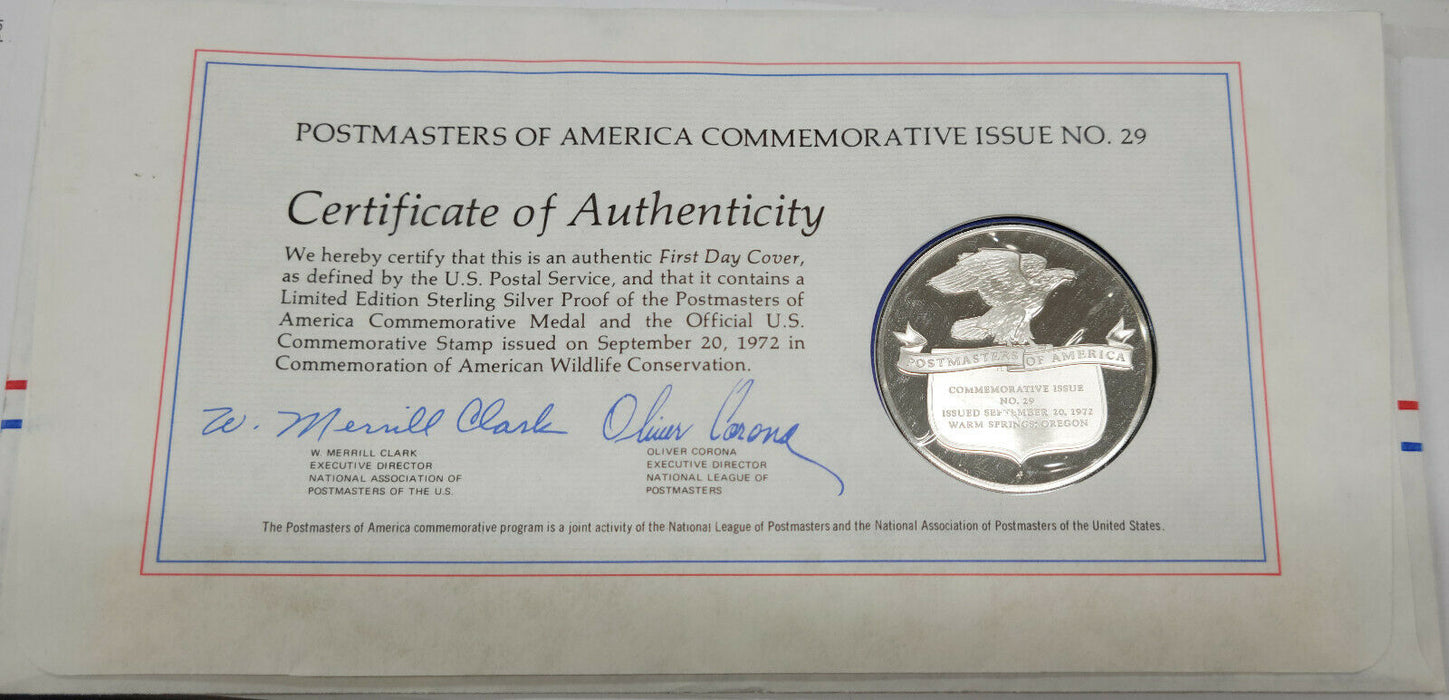 POSTMASTERS OF AMERICA COMMEMORATIVE ISSUE NO. 29
Certificate of Authenticity
We hereby certify that this is an authentic First Day Cover,
as defined by the U.S. Postal Service, and that it contains a
Limited Edition Sterling Silver Proof of the Postmasters of
America Commemorative Medal and the Official U.S.
Commemorative Stamp issued on September 20, 1972 in
Commemoration of American Wildlife Conservation.
W. Merrill Clark
Oliver Corona
W. MERRILL CLARK
EXECUTIVE DIRECTOR
NATIONAL ASSOCIATION OF
POSTMASTERS OF THE U.S.
OLIVER CORONA
EXECUTIVE DIRECTOR
NATIONAL LEAGUE OF
POSTMASTERS
The Postmasters of America commemorative program is a joint activity of the National League of Postmasters and the National Association of Postmasters of the United States.
POSTMASTERS OF AMERICA
COMMEMORATIVE ISSUE
NO. 29
ISSUED SEPTEMBER 20, 1972
WARM SPRINGS, OREGON